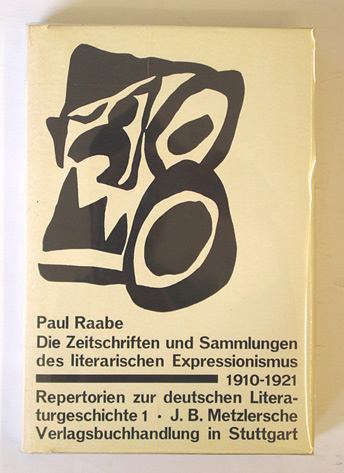 Paul Raabe
Die Zeitschriften und Sammlungen
des literarischen Expressionismus
1910-1921
Repertorien zur deutschen Litera-
turgeschichte 1 · J. B. Metzlersche
Verlagsbuchhandlung in Stuttgart